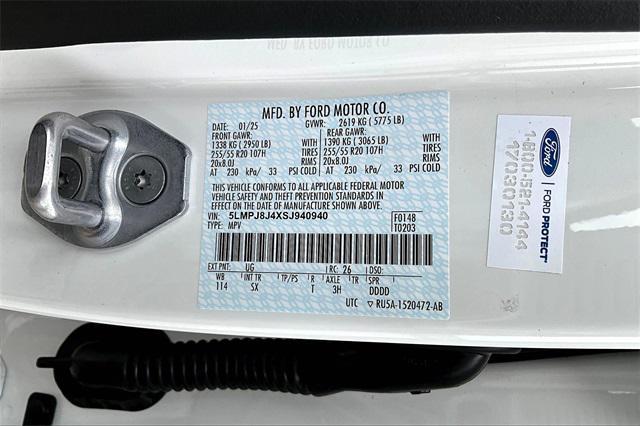 MFD. BY FORD MOTOR CO.
DATE: 01/25 GVWR: 2619 KG ( 5775 LB)
FRONT GAWR: REAR GAWR:
1338 KG ( 2950 LB) WITH 1390 KG ( 3065 LB) WITH
255/55 R20 107H TIRES 255/55 R20 107H TIRES
20x8.0J RIMS 20x8.0J RIMS
AT 230 kPa/ 33 PSI COLD AT 230 kPa/ 33 PSI COLD
THIS VEHICLE CONFORMS TO ALL APPLICABLE FEDERAL MOTOR
VEHICLE SAFETY AND THEFT PREVENTION STANDARDS IN
EFFECT ON THE DATE OF MANUFACTURE SHOWN ABOVE.
VIN: 5LMPJ8J4XSJ940940 F0148
TYPE: MPV T0203
EXT PNT: UG RC: 26 DSO:
WB INT TR TP/PS R AXLE TR SPR
114 SX T 3H DDDD
UTC RU5A-1520472-AB
Ford
FORD PROTECT
1-800-521-4144
17030130